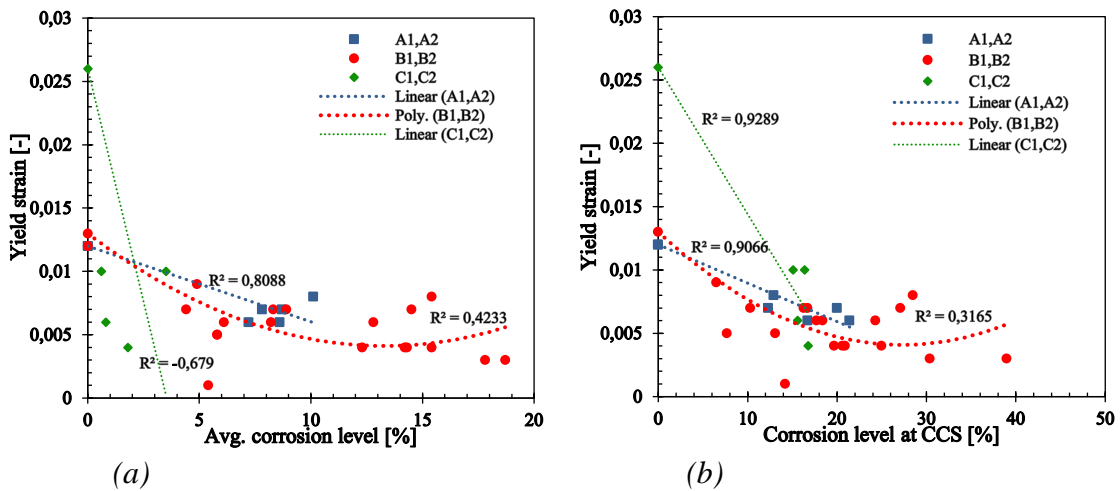 0,03
0,025
0,02
0,015
0,01
0,005
0
Yield strain [-]
A1,A2
B1,B2
C1,C2
Linear (A1,A2)
Poly. (B1,B2)
Linear (C1,C2)
R² = 0,8088
R² = 0,4233
R² = -0,679
0 5 10 15 20
Avg. corrosion level [%]
(a)
0,03
0,025
0,02
0,015
0,01
0,005
0
Yield strain [-]
A1,A2
B1,B2
C1,C2
Linear (A1,A2)
Poly. (B1,B2)
Linear (C1,C2)
R² = 0,9289
R² = 0,9066
R² = 0,3165
0 10 20 30 40 50
Corrosion level at CCS [%]
(b)